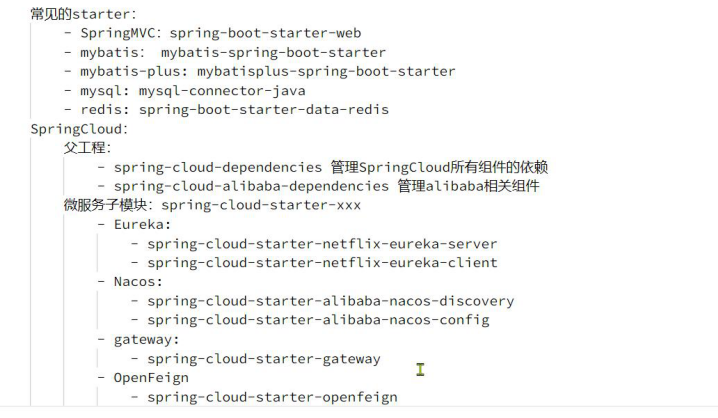 常见的starter:
- SpringMVC: spring-boot-starter-web
- mybatis: mybatis-spring-boot-starter
- mybatis-plus: mybatisplus-spring-boot-starter
- mysql: mysql-connector-java
- redis: spring-boot-starter-data-redis
SpringCloud:
父工程:
- spring-cloud-dependencies 管理SpringCloud所有组件的依赖
- spring-cloud-alibaba-dependencies 管理alibaba相关组件
微服务子模块: spring-cloud-starter-xxx
- Eureka:
- spring-cloud-starter-netflix-eureka-server
- spring-cloud-starter-netflix-eureka-client
- Nacos:
- spring-cloud-starter-alibaba-nacos-discovery
- spring-cloud-starter-alibaba-nacos-config
- gateway:
- spring-cloud-starter-gateway
- OpenFeign
- spring-cloud-starter-openfeign